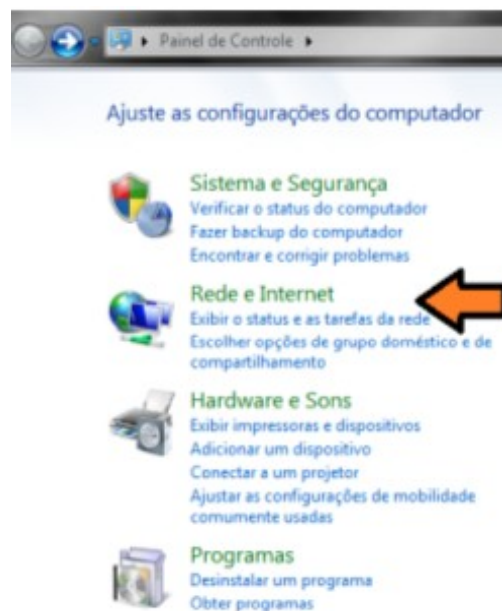 Painel de Controle
Ajuste as configurações do computador
Sistema e Segurança
Verificar o status do computador
Fazer backup do computador
Encontrar e corrigir problemas
Rede e Internet
Exibir o status e as tarefas da rede
Escolher opções de grupo doméstico e de
compartilhamento
Hardware e Sons
Exibir impressoras e dispositivos
Adicionar um dispositivo
Conectar a um projetor
Ajustar as configurações de mobilidade
comumente usadas
Programas
Desinstalar um programa
Obter programas